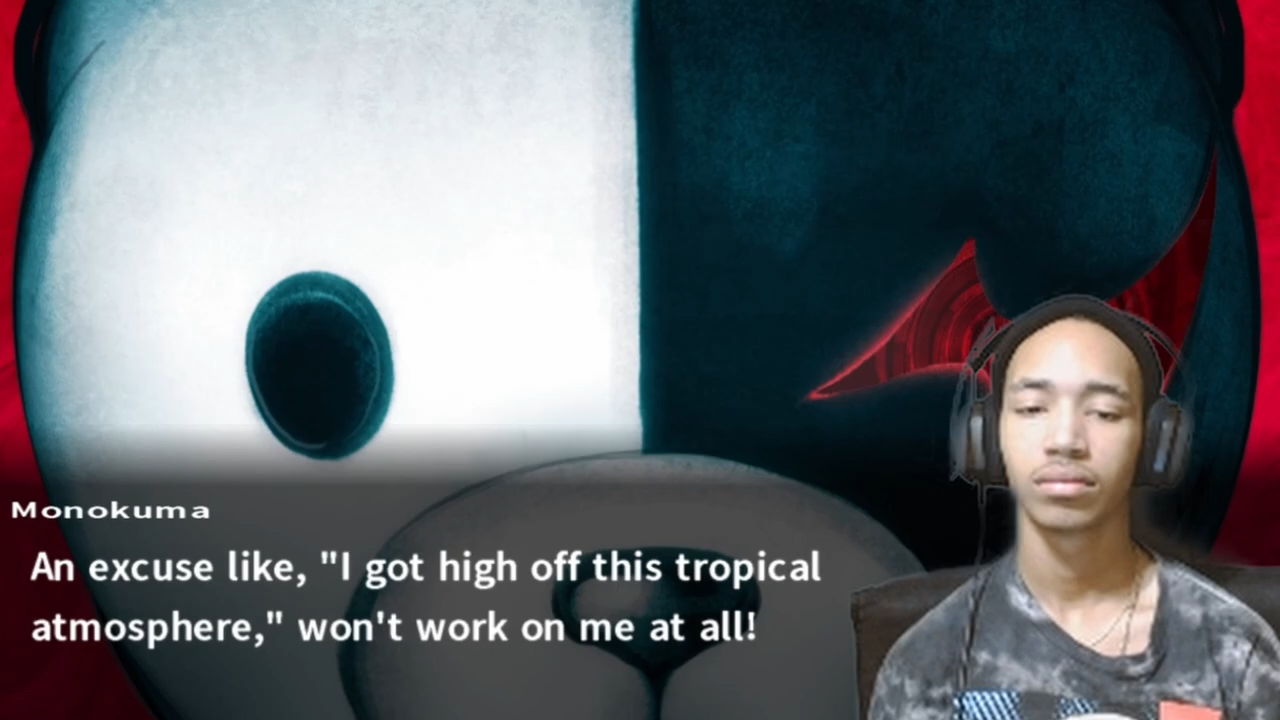 Monokuma
An excuse like, "I got high off this tropical
atmosphere," won't work on me at all!